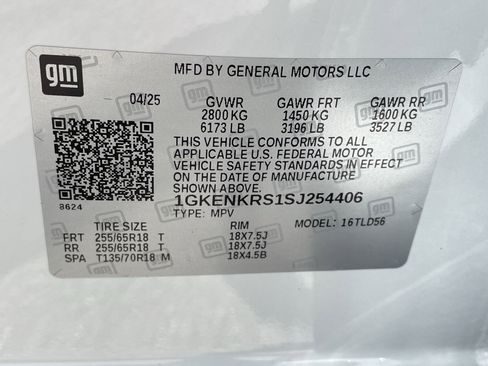 gm
MFD BY GENERAL MOTORS LLC
04/25 GVWR GAWR FRT GAWR RR
2800 KG 1450 KG 1600 KG
6173 LB 3196 LB 3527 LB
THIS VEHICLE CONFORMS TO ALL
APPLICABLE U.S. FEDERAL MOTOR
VEHICLE SAFETY STANDARDS IN EFFECT
ON THE DATE OF MANUFACTURE
SHOWN ABOVE.
8624
1GKENKRS1SJ254406
TYPE: MPV MODEL: 16TLD56
TIRE SIZE RIM
FRT 255/65R18 T 18X7.5J
RR 255/65R18 T 18X7.5J
SPA T135/70R18 M 18X4.5B